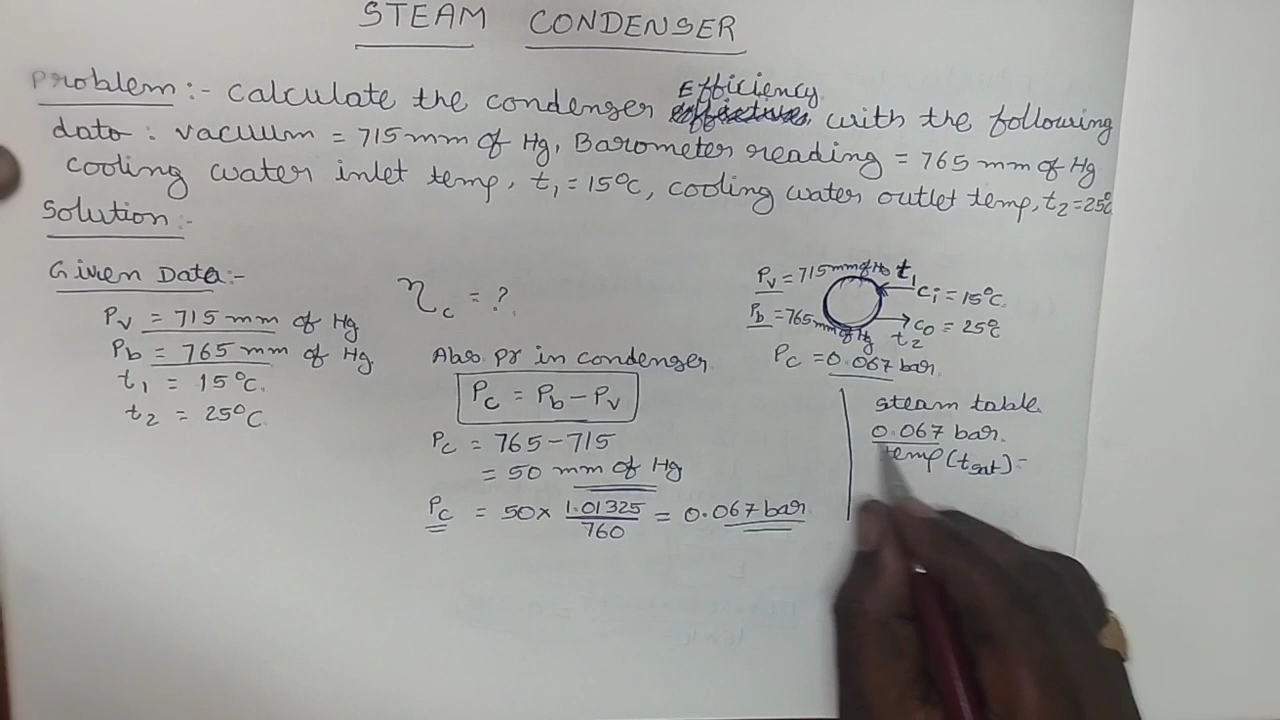 STEAM CONDENSER
Problem :- Calculate the condenser Efficiency with the following
data : vacuum = 715 mm of Hg, Barometer reading = 765 mm of Hg
cooling water inlet temp, t₁ = 15°C, cooling water outlet temp, t₂ = 25°C
Solution :-
Given Data :-
Pv = 715 mm of Hg
Pb = 765 mm of Hg
t₁ = 15°C.
t₂ = 25°C.
ηc = ?
Abs. pr in condenser
Pc = Pb – Pv
Pc = 765 – 715
= 50 mm of Hg
Pc = 50 × 1.01325/760 = 0.067 bar
Pv = 715 mm of Hg t₁
Ci = 15°C.
Pb = 765 mm of Hg
Co = 25°C
t₂
Pc = 0.067 bar.
steam table.
0.067 bar.
temp (tsat) =